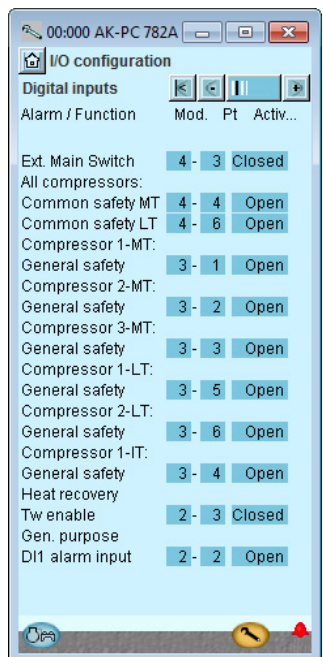 00:000 AK-PC 782A
I/O configuration
Digital inputs
Alarm / Function Mod. Pt Activ...
Ext. Main Switch 4 - 3 Closed
All compressors:
Common safety MT 4 - 4 Open
Common safety LT 4 - 6 Open
Compressor 1-MT:
General safety 3 - 1 Open
Compressor 2-MT:
General safety 3 - 2 Open
Compressor 3-MT:
General safety 3 - 3 Open
Compressor 1-LT:
General safety 3 - 5 Open
Compressor 2-LT:
General safety 3 - 6 Open
Compressor 1-IT:
General safety 3 - 4 Open
Heat recovery
Tw enable 2 - 3 Closed
Gen. purpose
DI1 alarm input 2 - 2 Open